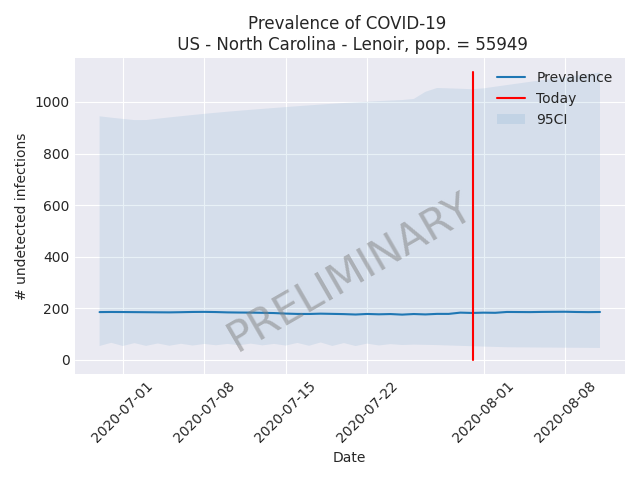 Prevalence of COVID-19
US - North Carolina - Lenoir, pop. = 55949
Prevalence
Today
95CI
1000
800
600
400
200
0
# undetected infections
PRELIMINARY
2020-07-01
2020-07-08
2020-07-15
2020-07-22
2020-08-01
2020-08-08
Date